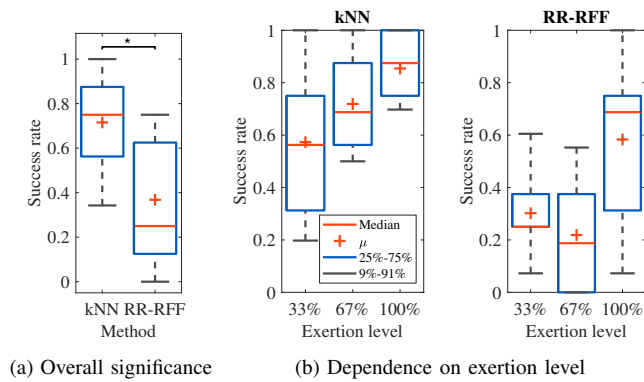 kNN
RR-RFF
*
Success rate
1
0.8
0.6
0.4
0.2
0
kNN RR-RFF
Method
Success rate
1
0.8
0.6
0.4
0.2
0
Median
μ
25%-75%
9%-91%
33% 67% 100%
Exertion level
Success rate
1
0.8
0.6
0.4
0.2
0
33% 67% 100%
Exertion level
(a) Overall significance
(b) Dependence on exertion level